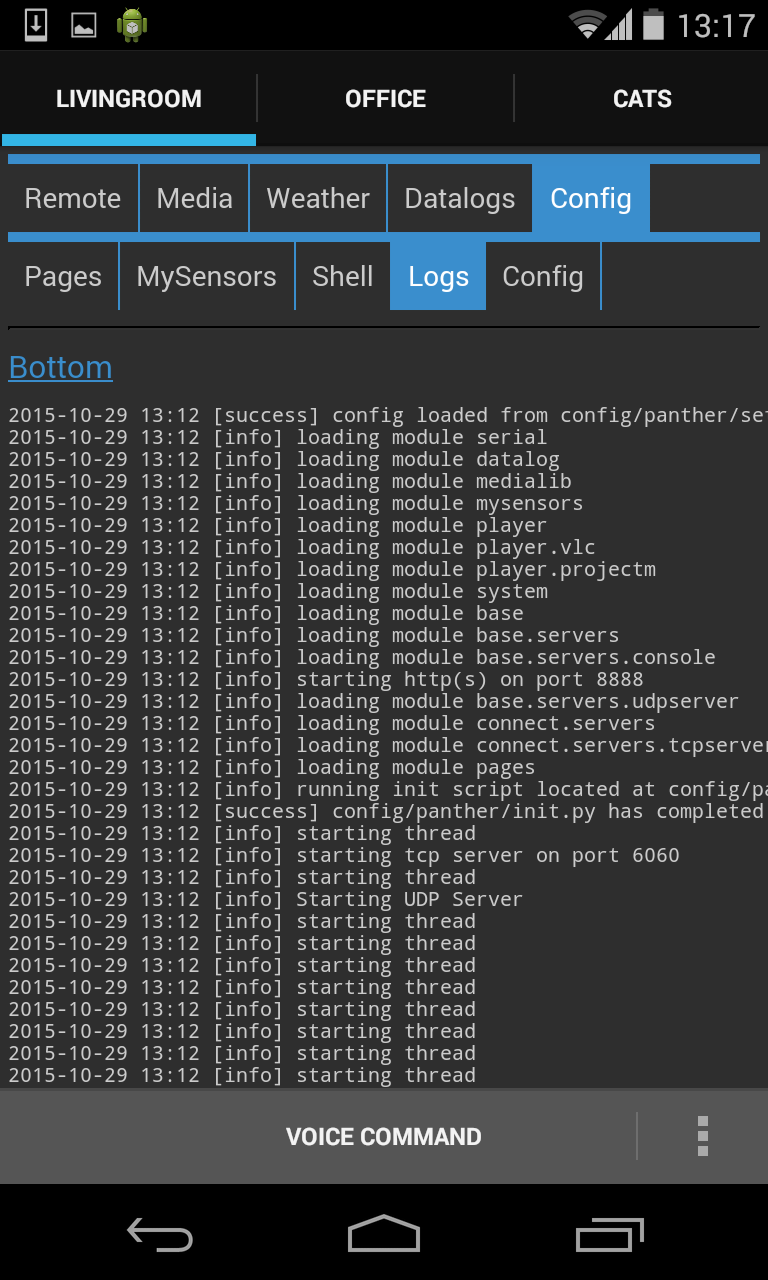 13:17
LIVINGROOM OFFICE CATS
Remote Media Weather Datalogs Config
Pages MySensors Shell Logs Config
Bottom
2015-10-29 13:12 [success] config loaded from config/panther/se
2015-10-29 13:12 [info] loading module serial
2015-10-29 13:12 [info] loading module datalog
2015-10-29 13:12 [info] loading module medialib
2015-10-29 13:12 [info] loading module mysensors
2015-10-29 13:12 [info] loading module player
2015-10-29 13:12 [info] loading module player.vlc
2015-10-29 13:12 [info] loading module player.projectm
2015-10-29 13:12 [info] loading module system
2015-10-29 13:12 [info] loading module base
2015-10-29 13:12 [info] loading module base.servers
2015-10-29 13:12 [info] loading module base.servers.console
2015-10-29 13:12 [info] starting http(s) on port 8888
2015-10-29 13:12 [info] loading module base.servers.udpserver
2015-10-29 13:12 [info] loading module connect.servers
2015-10-29 13:12 [info] loading module connect.servers.tcpserver
2015-10-29 13:12 [info] loading module pages
2015-10-29 13:12 [info] running init script located at config/pa
2015-10-29 13:12 [success] config/panther/init.py has completed
2015-10-29 13:12 [info] starting thread
2015-10-29 13:12 [info] starting tcp server on port 6060
2015-10-29 13:12 [info] starting thread
2015-10-29 13:12 [info] Starting UDP Server
2015-10-29 13:12 [info] starting thread
2015-10-29 13:12 [info] starting thread
2015-10-29 13:12 [info] starting thread
2015-10-29 13:12 [info] starting thread
2015-10-29 13:12 [info] starting thread
2015-10-29 13:12 [info] starting thread
2015-10-29 13:12 [info] starting thread
2015-10-29 13:12 [info] starting thread
VOICE COMMAND